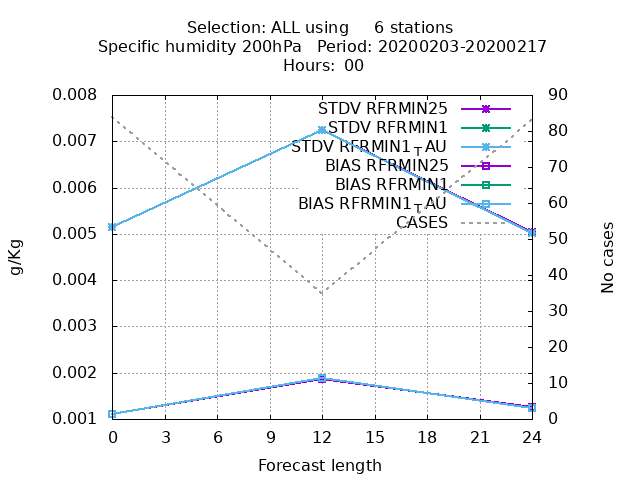 Selection: ALL using     6 stations
Specific humidity 200hPa   Period: 20200203-20200217
Hours: 00
0.008
0.007
0.006
0.005
0.004
0.003
0.002
0.001
g/Kg
STDV RFRMIN25
STDV RFRMIN1
STDV RFRMIN1TAU
BIAS RFRMIN25
BIAS RFRMIN1
BIAS RFRMIN1TAU
CASES
90
80
70
60
50
40
30
20
10
0
No cases
0 3 6 9 12 15 18 21 24
Forecast length